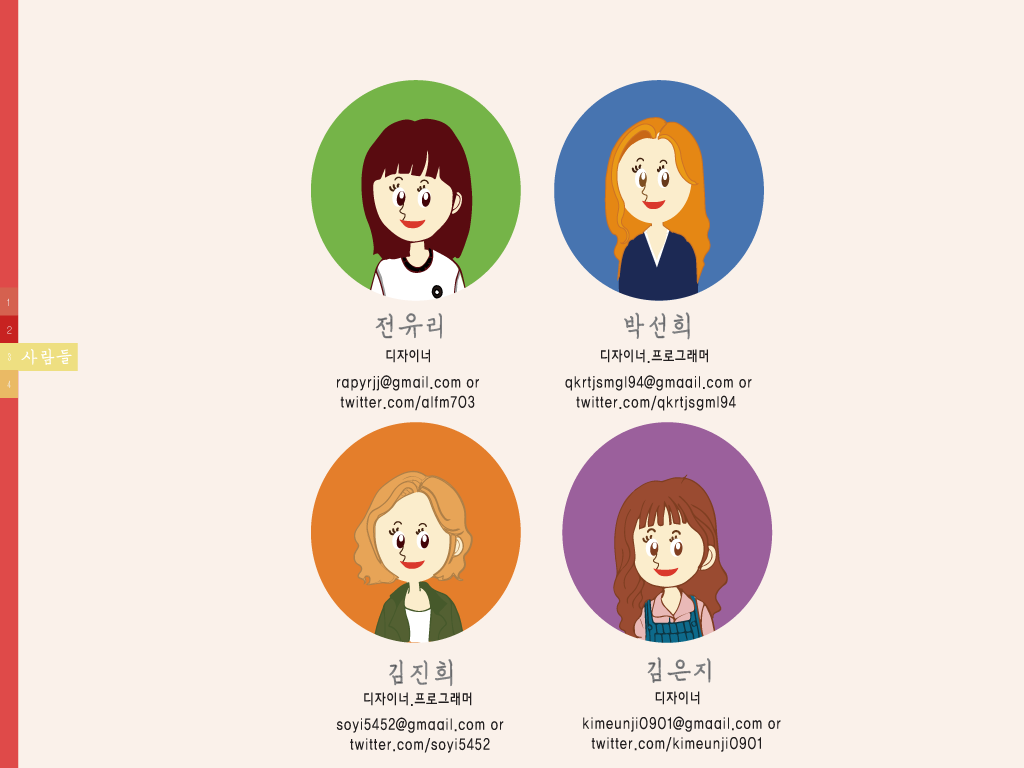 전유리
디자이너
rapyrjj@gmail.com or
twitter.com/alfm703
박선희
디자이너.프로그래머
qkrtjsmgl94@gmaail.com or
twitter.com/qkrtjsgml94
1
2
3 사람들
4
김진희
디자이너.프로그래머
soyi5452@gmaail.com or
twitter.com/soyi5452
김은지
디자이너
kimeunji0901@gmaail.com or
twitter.com/kimeunji0901